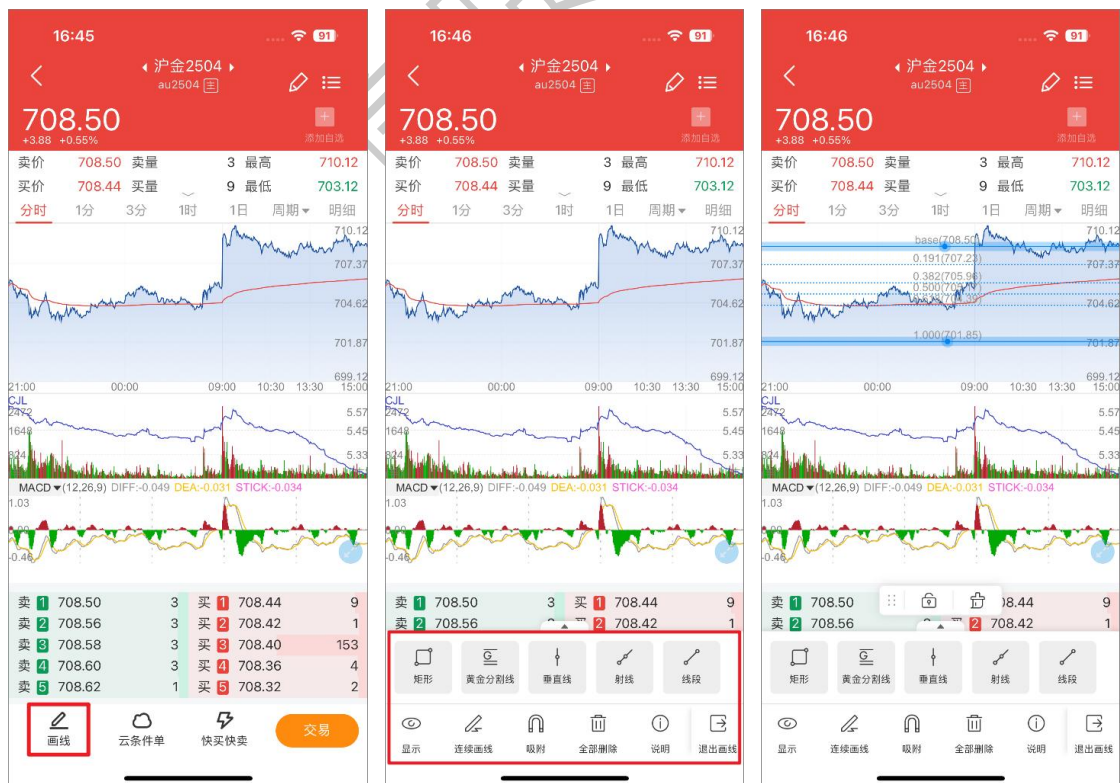 16:45
91
沪金2504
au2504 主
708.50
+3.88 +0.55%
添加自选
卖价 708.50 卖量 3 最高 710.12
买价 708.44 买量 9 最低 703.12
分时 1分 3分 1时 1日 周期 明细
710.12
707.37
704.62
701.87
699.12
21:00 00:00 09:00 10:30 13:30 15:00
CJL
2472 5.57
1648 5.45
824 5.33
MACD (12,26,9) DIFF:-0.049 DEA:-0.031 STICK:-0.034
1.03
-0.46
卖 1 708.50 3 买 1 708.44 9
卖 2 708.56 3 买 2 708.42 1
卖 3 708.58 3 买 3 708.40 153
卖 4 708.60 3 买 4 708.36 4
卖 5 708.62 1 买 5 708.32 2
画线 云条件单 快买快卖 交易
16:46
91
沪金2504
au2504 主
708.50
+3.88 +0.55%
添加自选
卖价 708.50 卖量 3 最高 710.12
买价 708.44 买量 9 最低 703.12
分时 1分 3分 1时 1日 周期 明细
710.12
707.37
704.62
701.87
699.12
21:00 00:00 09:00 10:30 13:30 15:00
CJL
2472 5.57
1648 5.45
824 5.33
MACD (12,26,9) DIFF:-0.049 DEA:-0.031 STICK:-0.034
1.03
-0.46
卖 1 708.50 3 买 1 708.44 9
卖 2 708.56 买 2 708.42 1
矩形 黄金分割线 垂直线 射线 线段
显示 连续画线 吸附 全部删除 说明 退出画线
16:46
91
沪金2504
au2504 主
708.50
+3.88 +0.55%
添加自选
卖价 708.50 卖量 3 最高 710.12
买价 708.44 买量 9 最低 703.12
分时 1分 3分 1时 1日 周期 明细
710.12
base(708.50)
0.191(707.23)
707.37
0.382(705.96)
0.500
704.62
1.000(701.85)
701.87
699.12
21:00 00:00 09:00 10:30 13:30 15:00
CJL
2472 5.57
1648 5.45
824 5.33
MACD (12,26,9) DIFF:-0.049 DEA:-0.031 STICK:-0.034
1.03
-0.46
卖 1 708.50 8.44 9
卖 2 708.56 2 708.42 1
矩形 黄金分割线 垂直线 射线 线段
显示 连续画线 吸附 全部删除 说明 退出画线